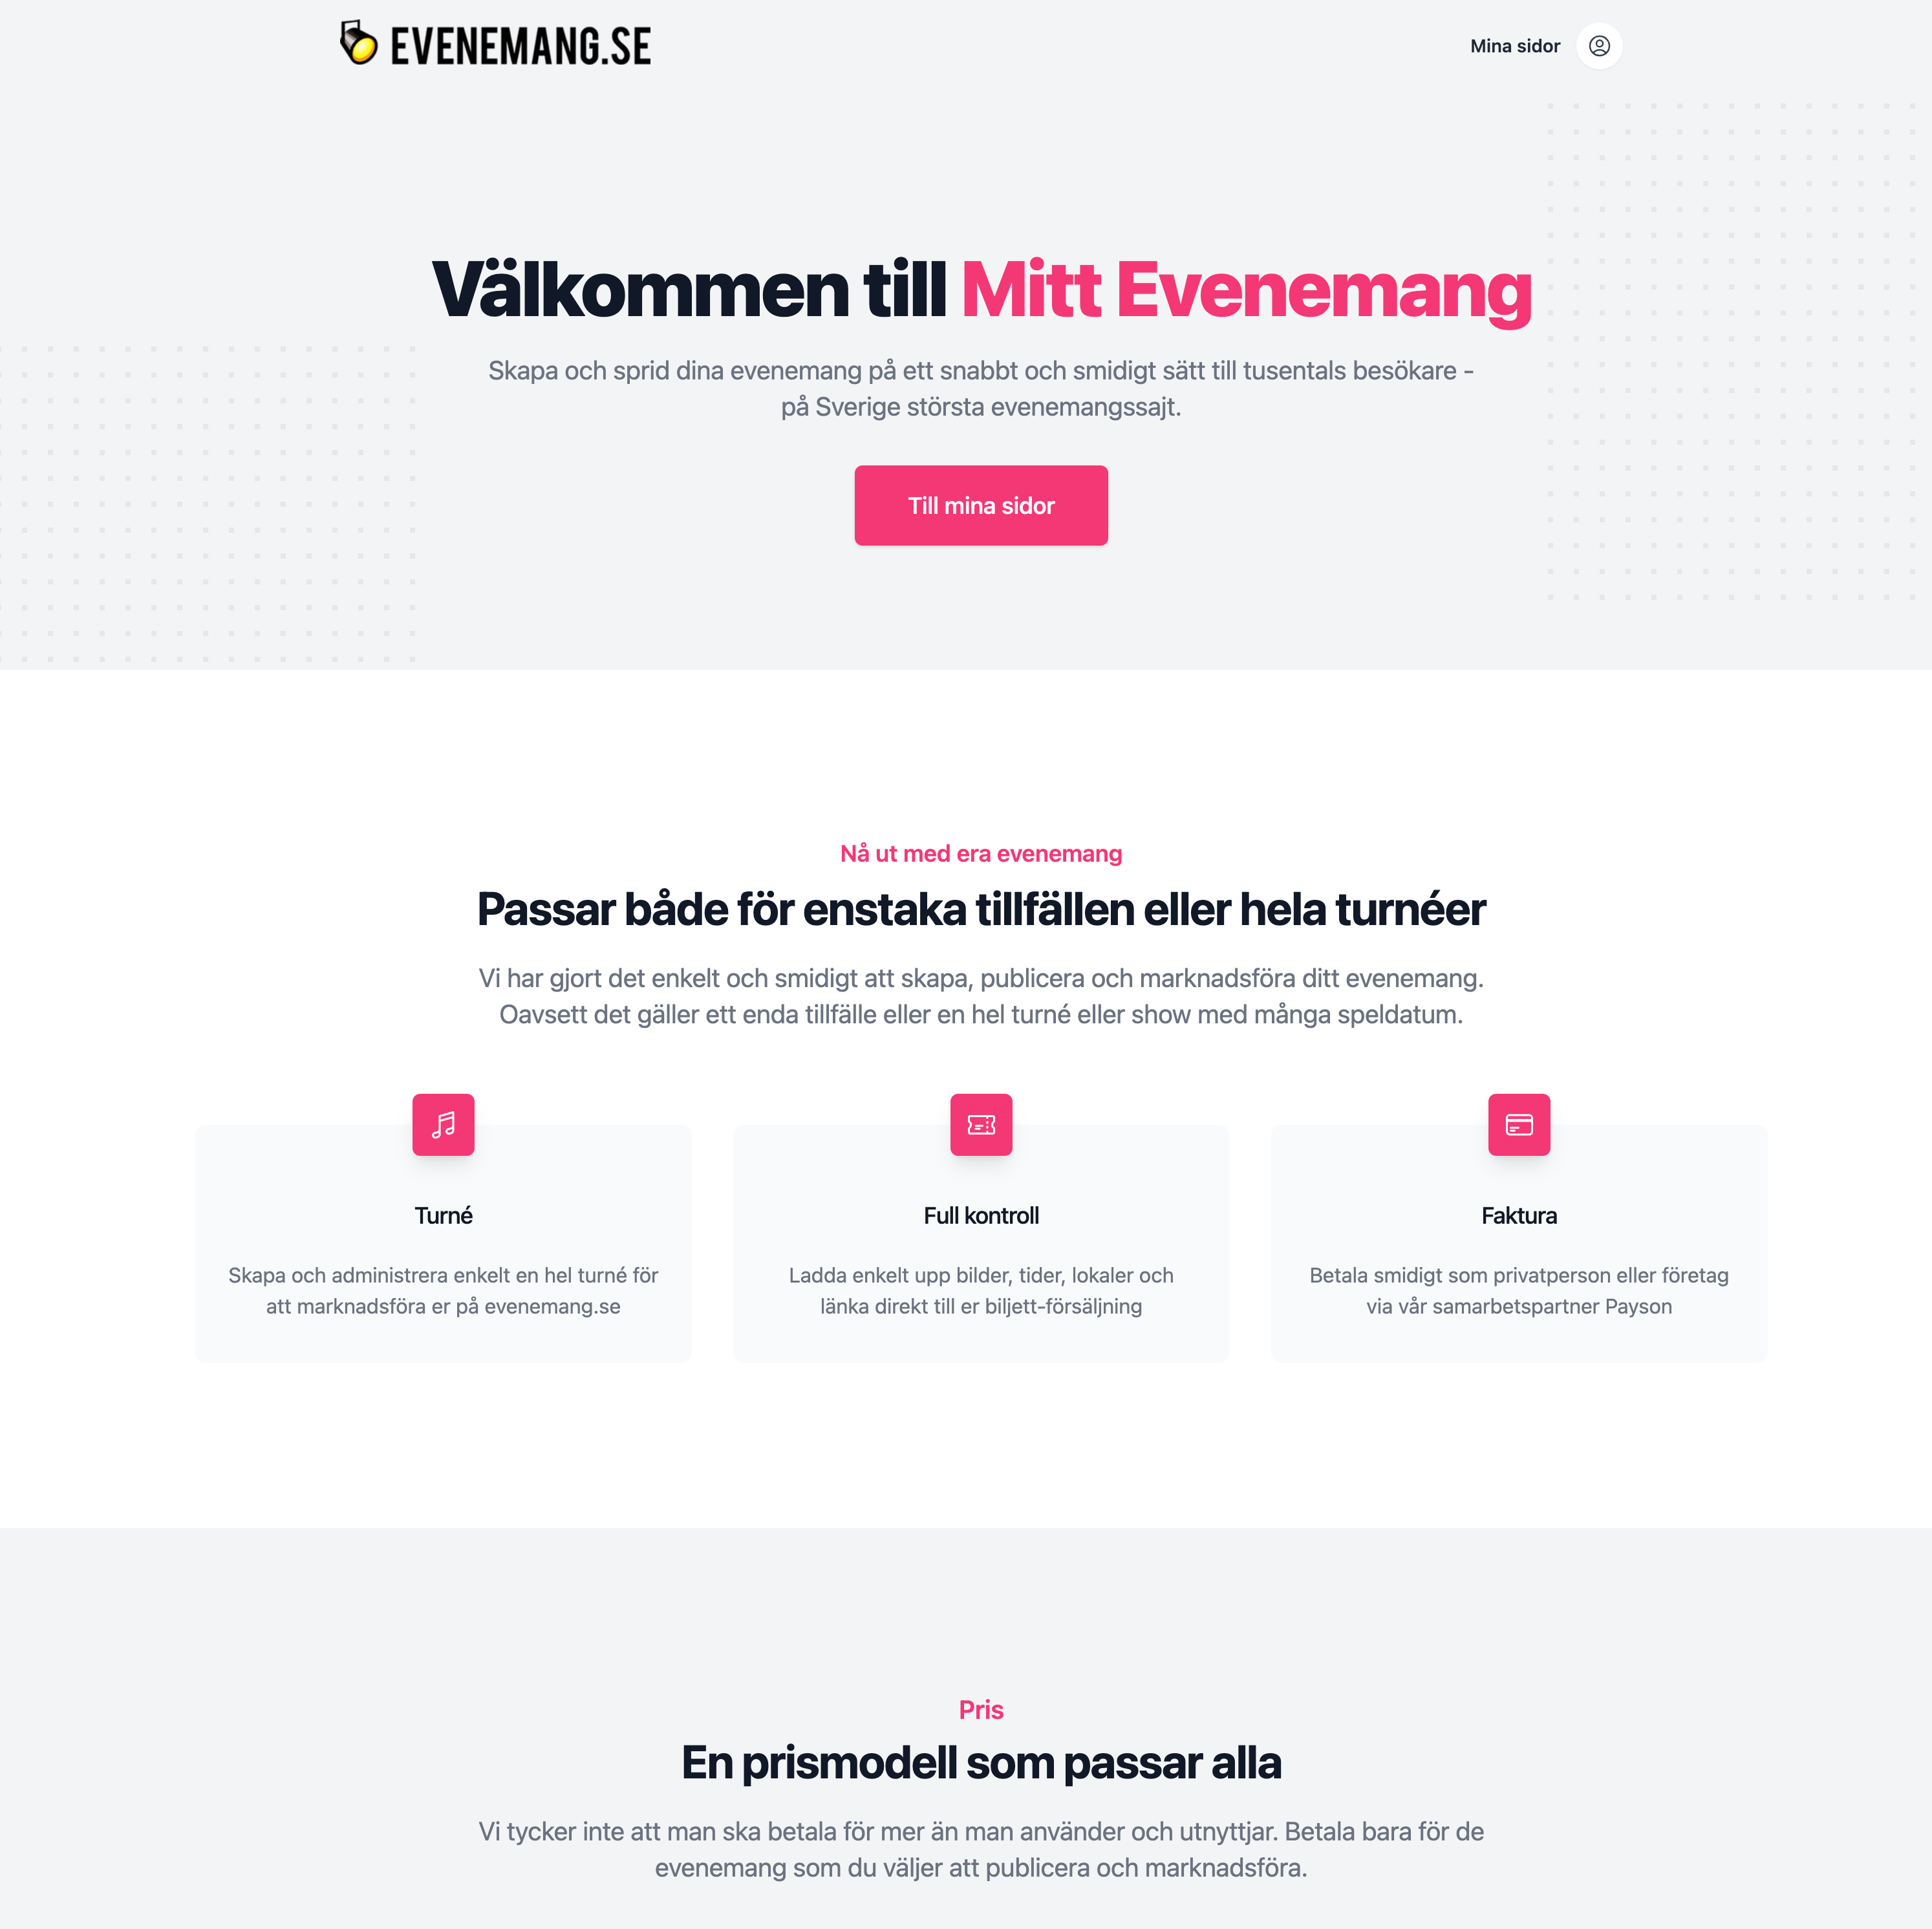 EVENEMANG.SE
Mina sidor
Välkommen till Mitt Evenemang
Skapa och sprid dina evenemang på ett snabbt och smidigt sätt till tusentals besökare -
på Sverige största evenemangssajt.
Till mina sidor
Nå ut med era evenemang
Passar både för enstaka tillfällen eller hela turnéer
Vi har gjort det enkelt och smidigt att skapa, publicera och marknadsföra ditt evenemang.
Oavsett det gäller ett enda tillfälle eller en hel turné eller show med många speldatum.
Turné
Skapa och administrera enkelt en hel turné för
att marknadsföra er på evenemang.se
Full kontroll
Ladda enkelt upp bilder, tider, lokaler och
länka direkt till er biljett-försäljning
Faktura
Betala smidigt som privatperson eller företag
via vår samarbetspartner Payson
Pris
En prismodell som passar alla
Vi tycker inte att man ska betala för mer än man använder och utnyttjar. Betala bara för de
evenemang som du väljer att publicera och marknadsföra.